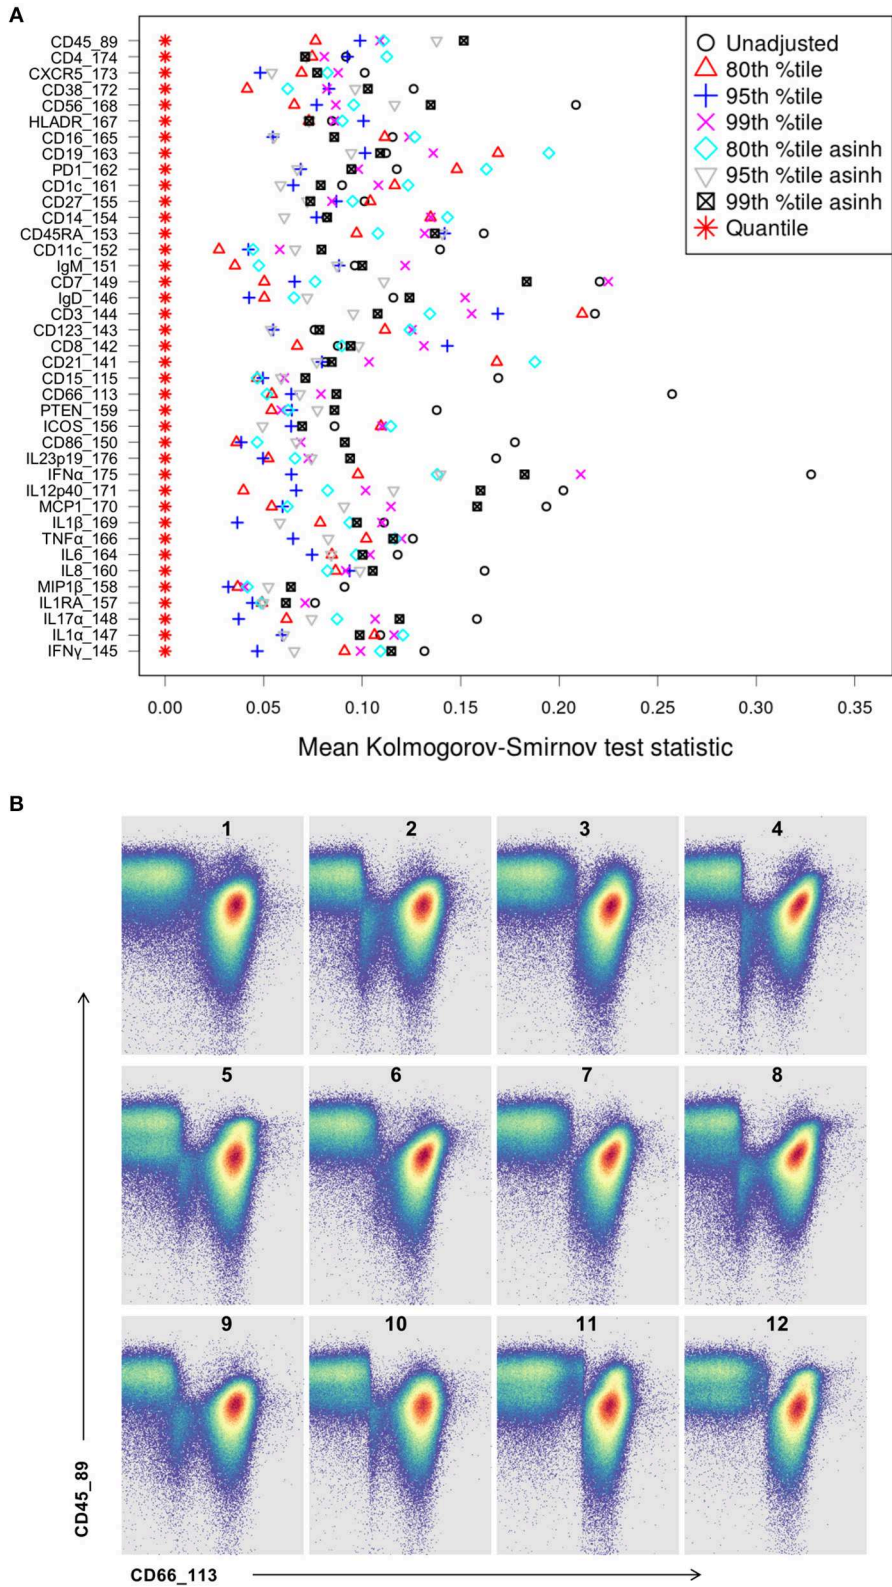 A
CD45_89
CD4_174
CXCR5_173
CD38_172
CD56_168
HLADR_167
CD16_165
CD19_163
PD1_162
CD1c_161
CD27_155
CD14_154
CD45RA_153
CD11c_152
IgM_151
CD7_149
IgD_146
CD3_144
CD123_143
CD8_142
CD21_141
CD15_115
CD66_113
PTEN_159
ICOS_156
CD86_150
IL23p19_176
IFNα_175
IL12p40_171
MCP1_170
IL1β_169
TNFα_166
IL6_164
IL8_160
MIP1β_158
IL1RA_157
IL17α_148
IL1α_147
IFNγ_145
Unadjusted
80th %tile
95th %tile
99th %tile
80th %tile asinh
95th %tile asinh
99th %tile asinh
Quantile
0.00 0.05 0.10 0.15 0.20 0.25 0.30 0.35
Mean Kolmogorov-Smirnov test statistic
B
1 2 3 4
5 6 7 8
9 10 11 12
CD45_89
CD66_113